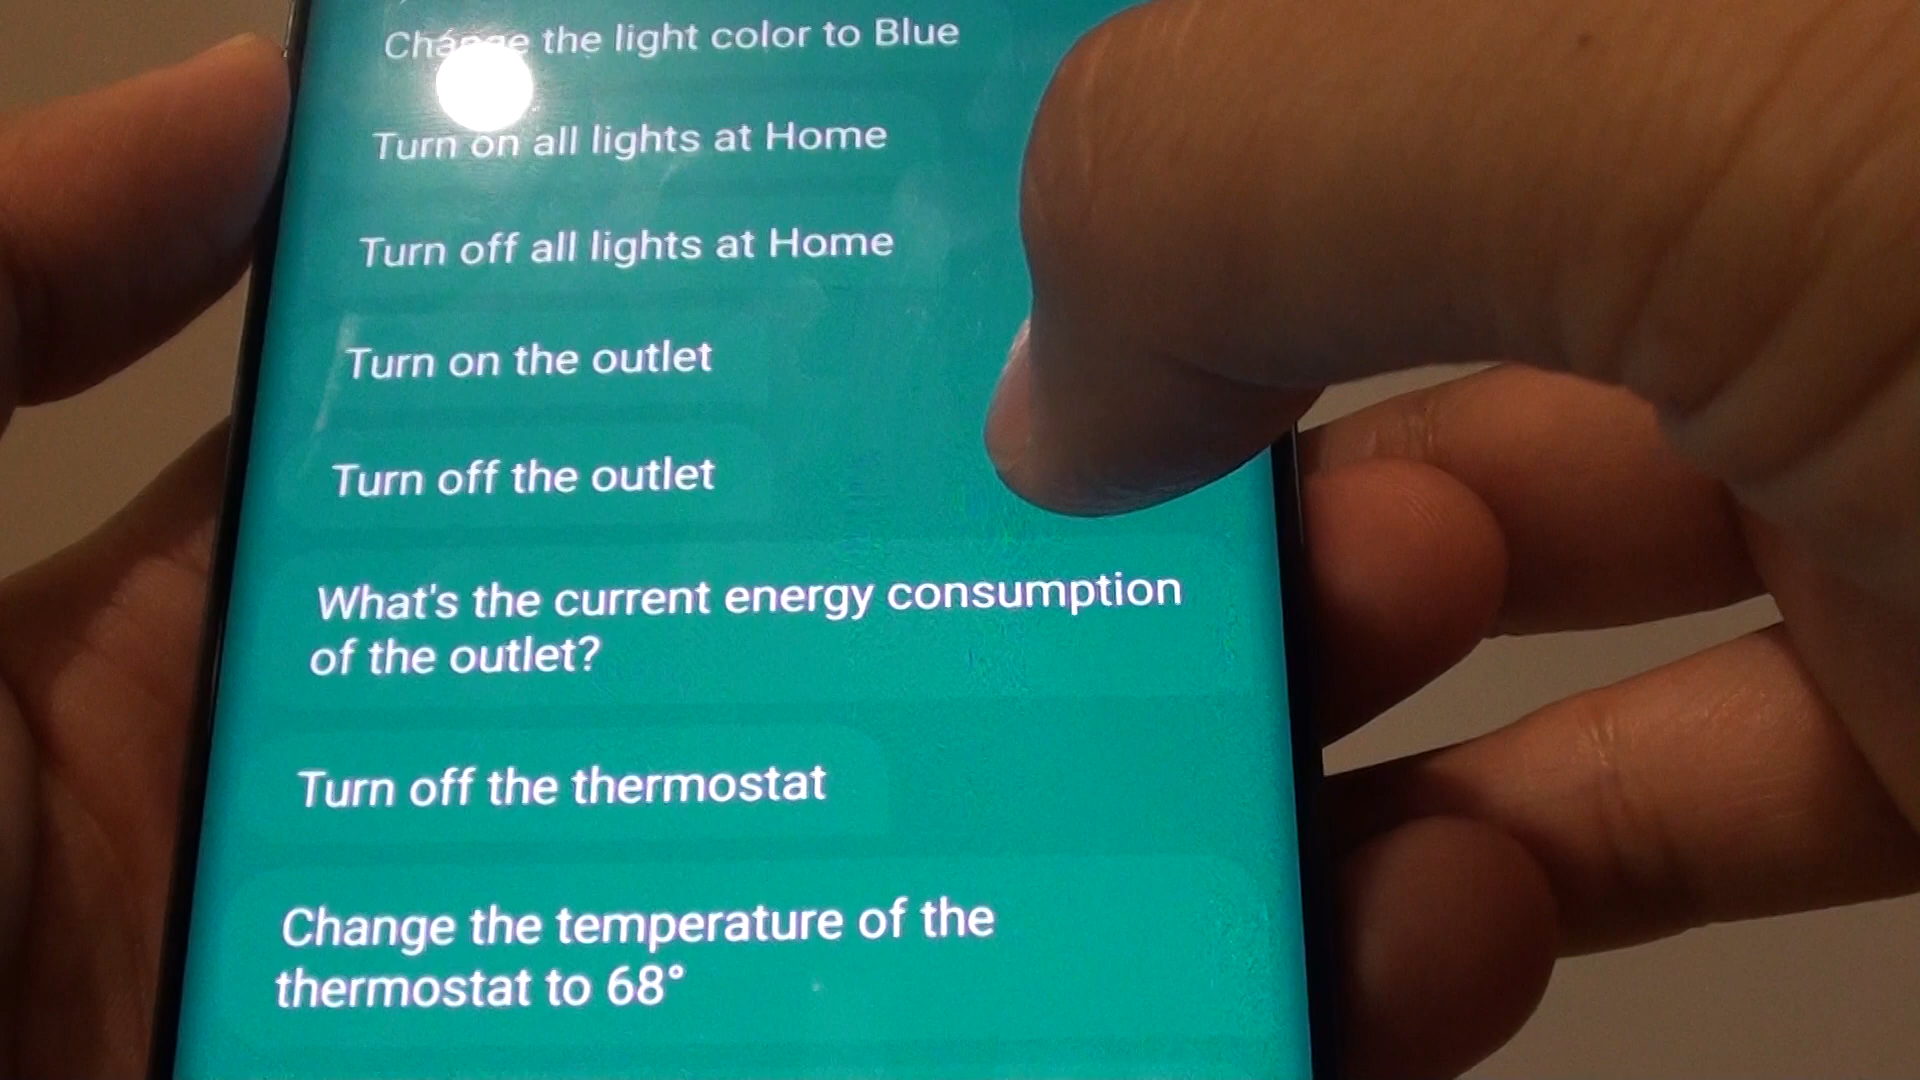 Change the light color to Blue
Turn on all lights at Home
Turn off all lights at Home
Turn on the outlet
Turn off the outlet
What's the current energy consumption
of the outlet?
Turn off the thermostat
Change the temperature of the
thermostat to 68°